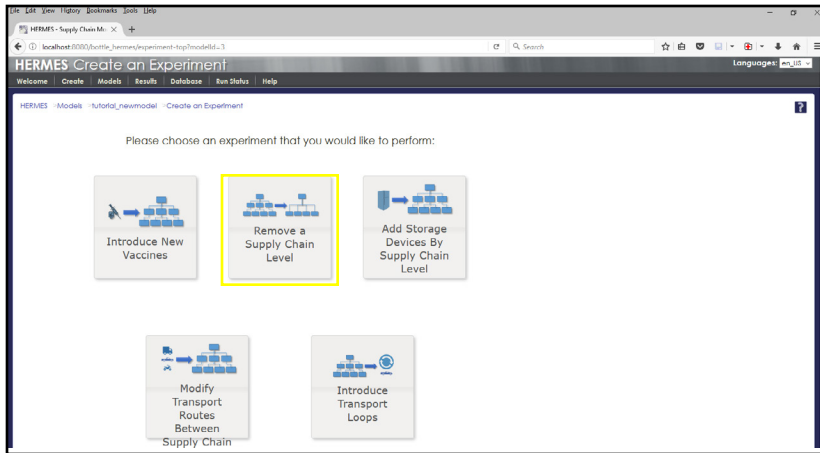 File Edit View History Bookmarks Tools Help
HERMES - Supply Chain Mo
localhost:8080/bottle_hermes/experiment-top?modelId=3
Search
HERMES Create an Experiment
Languages: en_US
Welcome Create Models Results Database Run Status Help
HERMES >Models >tutorial_newmodel >Create an Experiment
?
Please choose an experiment that you would like to perform:
Introduce New
Vaccines
Remove a
Supply Chain
Level
Add Storage
Devices By
Supply Chain
Level
Modify
Transport
Routes
Between
Supply Chain
Introduce
Transport
Loops